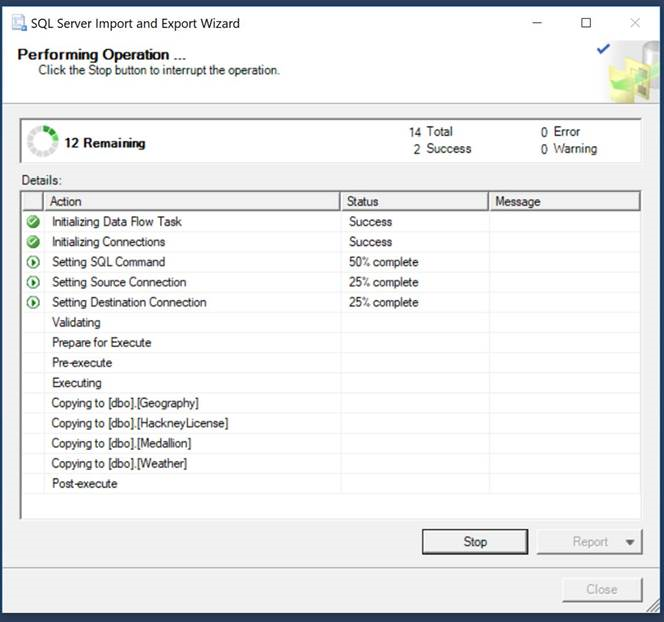 SQL Server Import and Export Wizard
Performing Operation ...
Click the Stop button to interrupt the operation.
12 Remaining
14 Total
0 Error
2 Success
0 Warning
Details:
Action Status Message
Initializing Data Flow Task Success
Initializing Connections Success
Setting SQL Command 50% complete
Setting Source Connection 25% complete
Setting Destination Connection 25% complete
Validating
Prepare for Execute
Pre-execute
Executing
Copying to [dbo].[Geography]
Copying to [dbo].[HackneyLicense]
Copying to [dbo].[Medallion]
Copying to [dbo].[Weather]
Post-execute
Stop
Report
Close